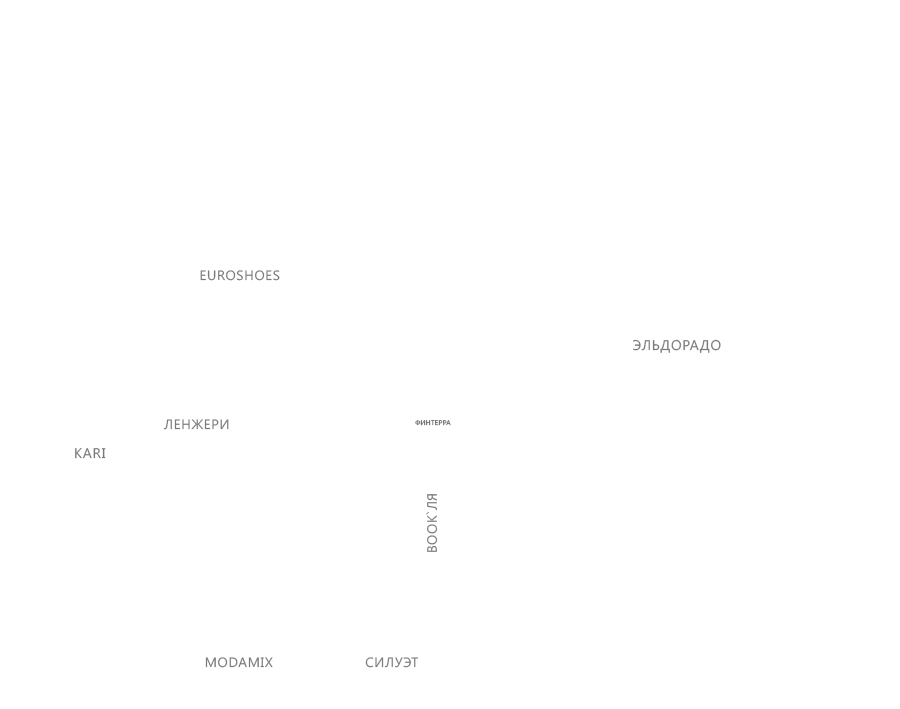 EUROSHOES
ЭЛЬДОРАДО
ЛЕНЖЕРИ
ФИНТЕРРА
KARI
BOOK`ЛЯ
MODAMIX
СИЛУЭТ